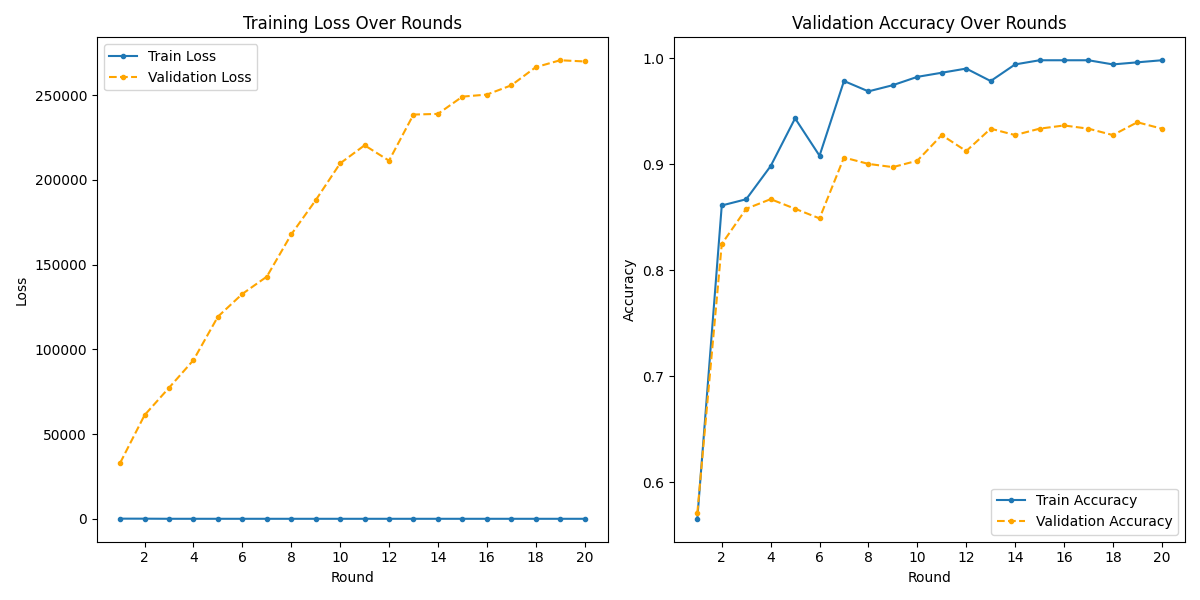 Training Loss Over Rounds
Train Loss
Validation Loss
250000
200000
150000
100000
50000
0
Loss
2 4 6 8 10 12 14 16 18 20
Round
Validation Accuracy Over Rounds
1.0
0.9
0.8
0.7
0.6
Accuracy
Train Accuracy
Validation Accuracy
2 4 6 8 10 12 14 16 18 20
Round